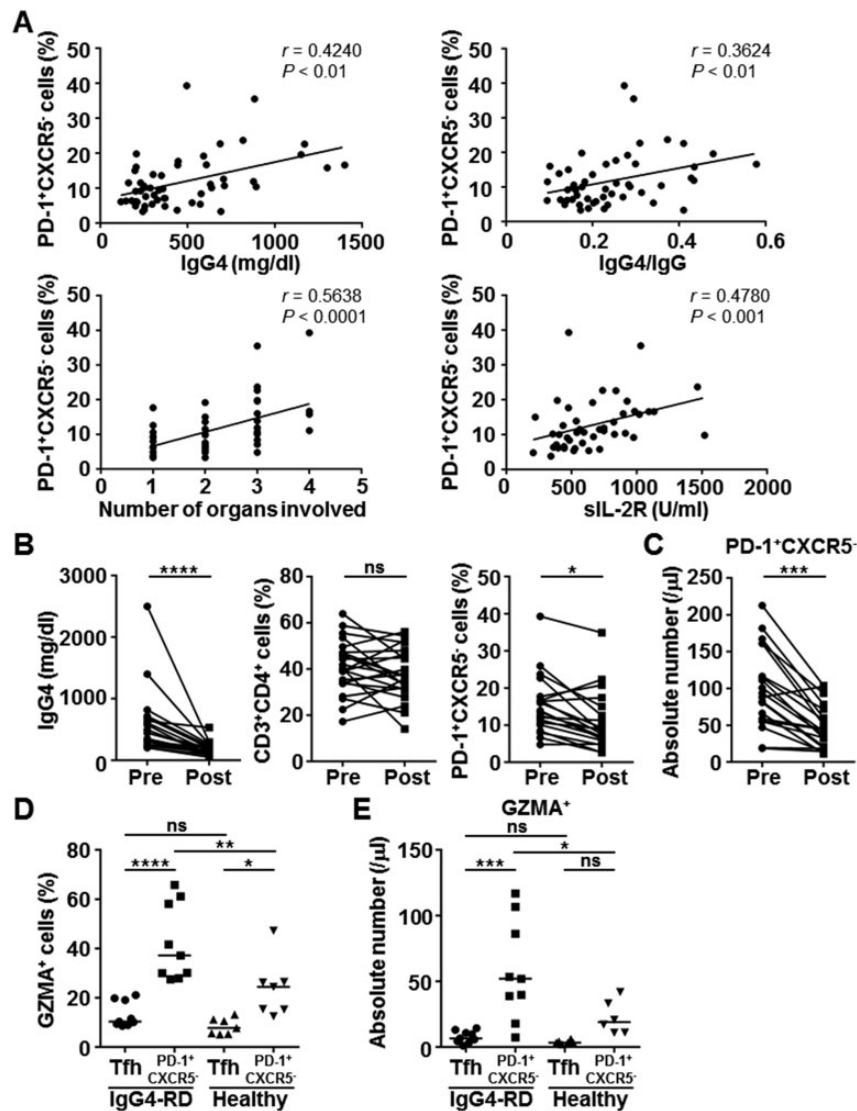 A
r = 0.4240
P < 0.01
PD-1+CXCR5- cells (%)
50
40
30
20
10
0
0 500 1000 1500
IgG4 (mg/dl)
r = 0.3624
P < 0.01
PD-1+CXCR5- cells (%)
50
40
30
20
10
0
0.0 0.2 0.4 0.6
IgG4/IgG
r = 0.5638
P < 0.0001
PD-1+CXCR5- cells (%)
50
40
30
20
10
0
0 1 2 3 4 5
Number of organs involved
r = 0.4780
P < 0.001
PD-1+CXCR5- cells (%)
50
40
30
20
10
0
0 500 1000 1500 2000
sIL-2R (U/ml)
B
****
IgG4 (mg/dl)
3000
2000
1000
0
Pre Post
ns
CD3+CD4+ cells (%)
80
60
40
20
0
Pre Post
*
PD-1+CXCR5- cells (%)
50
40
30
20
10
0
Pre Post
C
PD-1+CXCR5-
***
Absolute number (/µl)
250
200
150
100
50
0
Pre Post
D
ns
**
**** *
GZMA+ cells (%)
80
60
40
20
0
Tfh PD-1+ CXCR5- Tfh PD-1+ CXCR5-
IgG4-RD Healthy
E
GZMA+
ns
*
*** ns
Absolute number (/µl)
150
100
50
0
Tfh PD-1+ CXCR5- Tfh PD-1+ CXCR5-
IgG4-RD Healthy